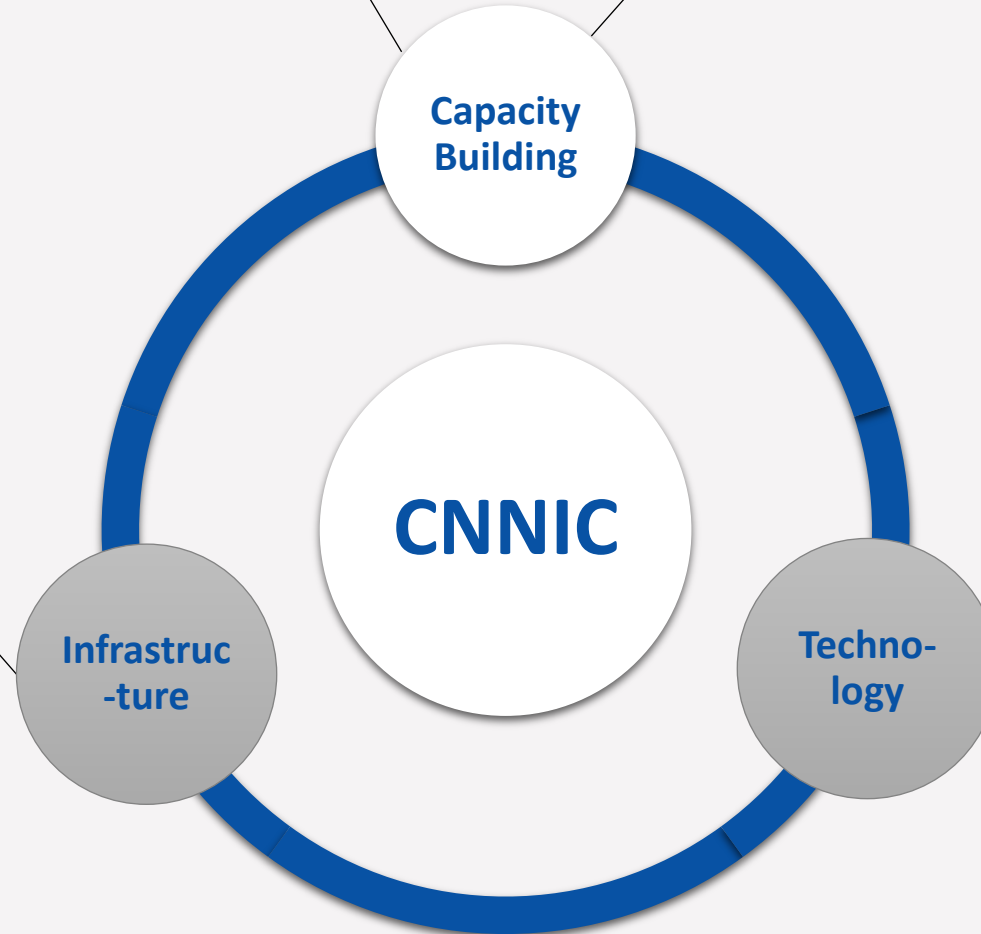 Capacity
Building
CNNIC
Infrastruc
-ture
Techno-
logy